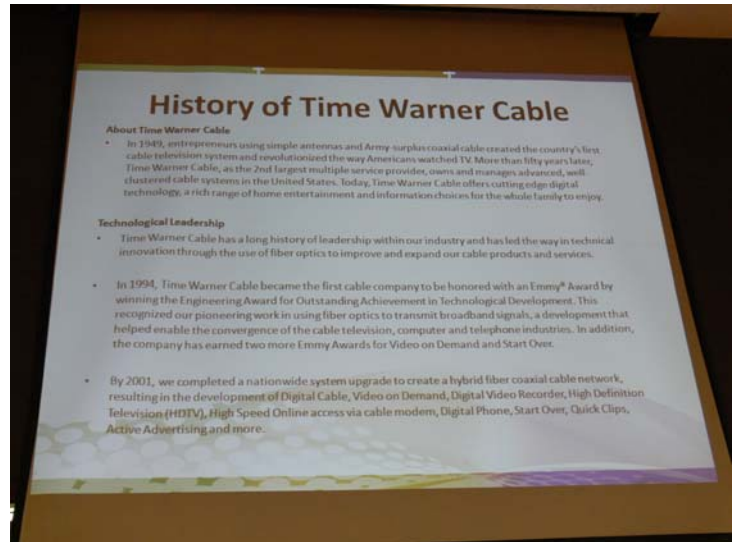 History of Time Warner Cable
About Time Warner Cable
• In 1949, entrepreneurs using simple antennas and Army surplus coaxial cable created the country's first
cable television system and revolutionized the way Americans watched TV. More than fifty years later,
Time Warner Cable, as the 2nd largest multiple service provider, owns and manages advanced, well
clustered cable systems in the United States. Today, Time Warner Cable offers cutting edge digital
technology, a rich range of home entertainment and information choices for the whole family to enjoy.
Technological Leadership
• Time Warner Cable has a long history of leadership within our industry and has led the way in technical
innovation through the use of fiber optics to improve and expand our cable products and services.
• In 1994, Time Warner Cable became the first cable company to be honored with an Emmy® Award by
winning the Engineering Award for Outstanding Achievement in Technological Development. This
recognized our pioneering work in using fiber optics to transmit broadband signals, a development that
helped enable the convergence of the cable television, computer and telephone industries. In addition,
the company has earned two more Emmy Awards for Video on Demand and Start Over.
• By 2001, we completed a nationwide system upgrade to create a hybrid fiber coaxial cable network,
resulting in the development of Digital Cable, Video on Demand, Digital Video Recorder, High Definition
Television (HDTV), High Speed Online access via cable modem, Digital Phone, Start Over, Quick Clips,
Active Advertising and more.